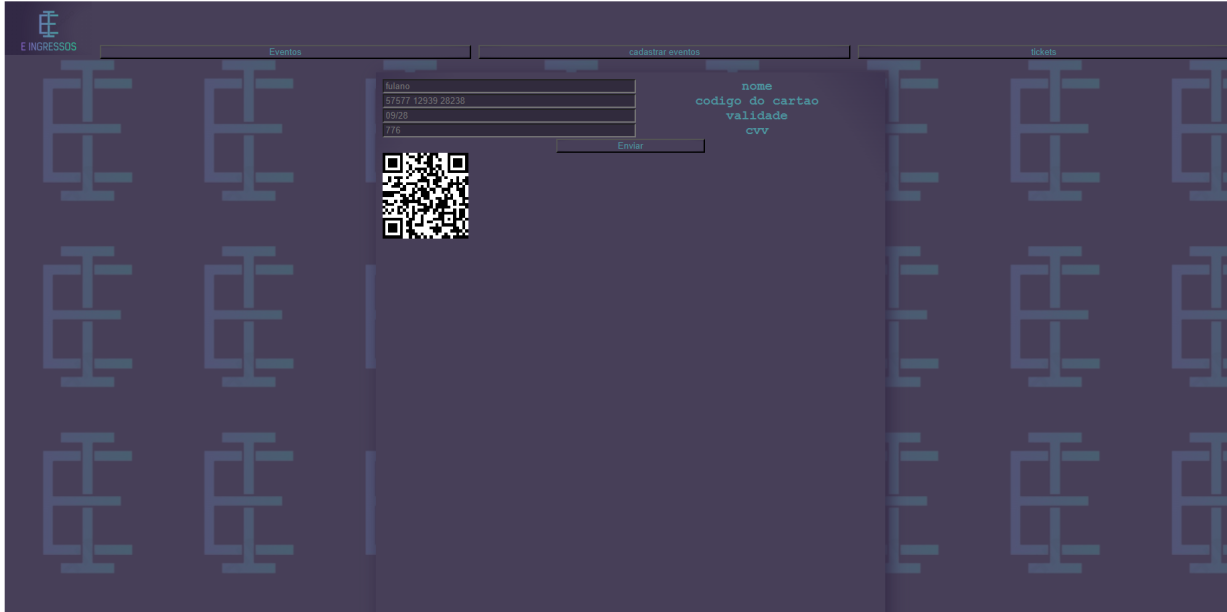 E INGRESSOS
Eventos
cadastrar eventos
tickets
fulano
nome
57577 12939 28238
codigo do cartao
09/28
validade
776
cvv
Enviar